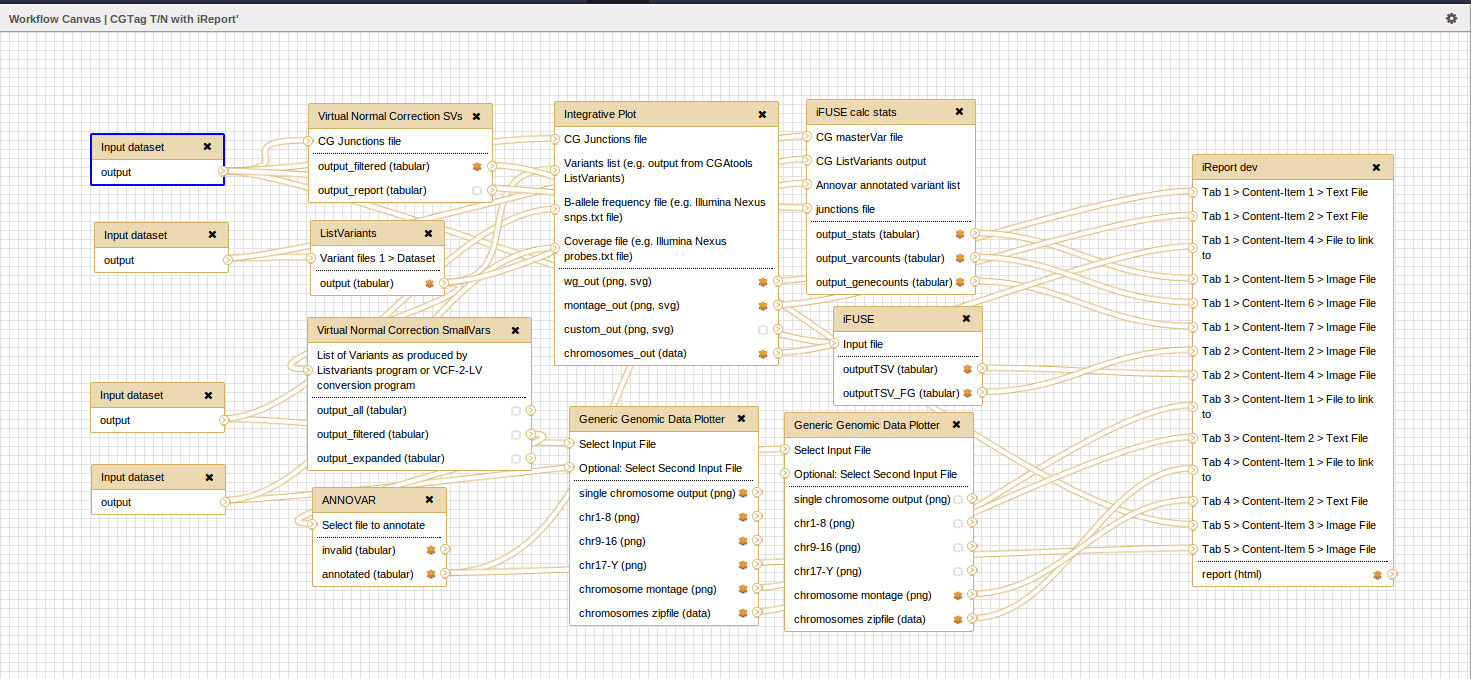 Workflow Canvas | CGTag T/N with iReport'
Input dataset
output
Input dataset
output
Input dataset
output
Input dataset
output
Virtual Normal Correction SVs
CG Junctions file
output_filtered (tabular)
output_report (tabular)
ListVariants
Variant files 1 > Dataset
output (tabular)
Virtual Normal Correction SmallVars
List of Variants as produced by
Listvariants program or VCF-2-LV
conversion program
output_all (tabular)
output_filtered (tabular)
output_expanded (tabular)
ANNOVAR
Select file to annotate
invalid (tabular)
annotated (tabular)
Integrative Plot
CG Junctions file
Variants list (e.g. output from CGAtools
ListVariants)
B-allele frequency file (e.g. Illumina Nexus
snps.txt file)
Coverage file (e.g. Illumina Nexus
probes.txt file)
wg_out (png, svg)
montage_out (png, svg)
custom_out (png, svg)
chromosomes_out (data)
Generic Genomic Data Plotter
Select Input File
Optional: Select Second Input File
single chromosome output (png)
chr1-8 (png)
chr9-16 (png)
chr17-Y (png)
chromosome montage (png)
chromosomes zipfile (data)
iFUSE calc stats
CG masterVar file
CG ListVariants output
Annovar annotated variant list
junctions file
output_stats (tabular)
output_varcounts (tabular)
output_genecounts (tabular)
iFUSE
Input file
outputTSV (tabular)
outputTSV_FG (tabular)
Generic Genomic Data Plotter
Select Input File
Optional: Select Second Input File
single chromosome output (png)
chr1-8 (png)
chr9-16 (png)
chr17-Y (png)
chromosome montage (png)
chromosomes zipfile (data)
iReport dev
Tab 1 > Content-Item 1 > Text File
Tab 1 > Content-Item 2 > Text File
Tab 1 > Content-Item 4 > File to link
to
Tab 1 > Content-Item 5 > Image File
Tab 1 > Content-Item 6 > Image File
Tab 1 > Content-Item 7 > Image File
Tab 2 > Content-Item 2 > Image File
Tab 2 > Content-Item 4 > Image File
Tab 3 > Content-Item 1 > File to link
to
Tab 3 > Content-Item 2 > Text File
Tab 4 > Content-Item 1 > File to link
to
Tab 4 > Content-Item 2 > Text File
Tab 5 > Content-Item 3 > Image File
Tab 5 > Content-Item 5 > Image File
report (html)